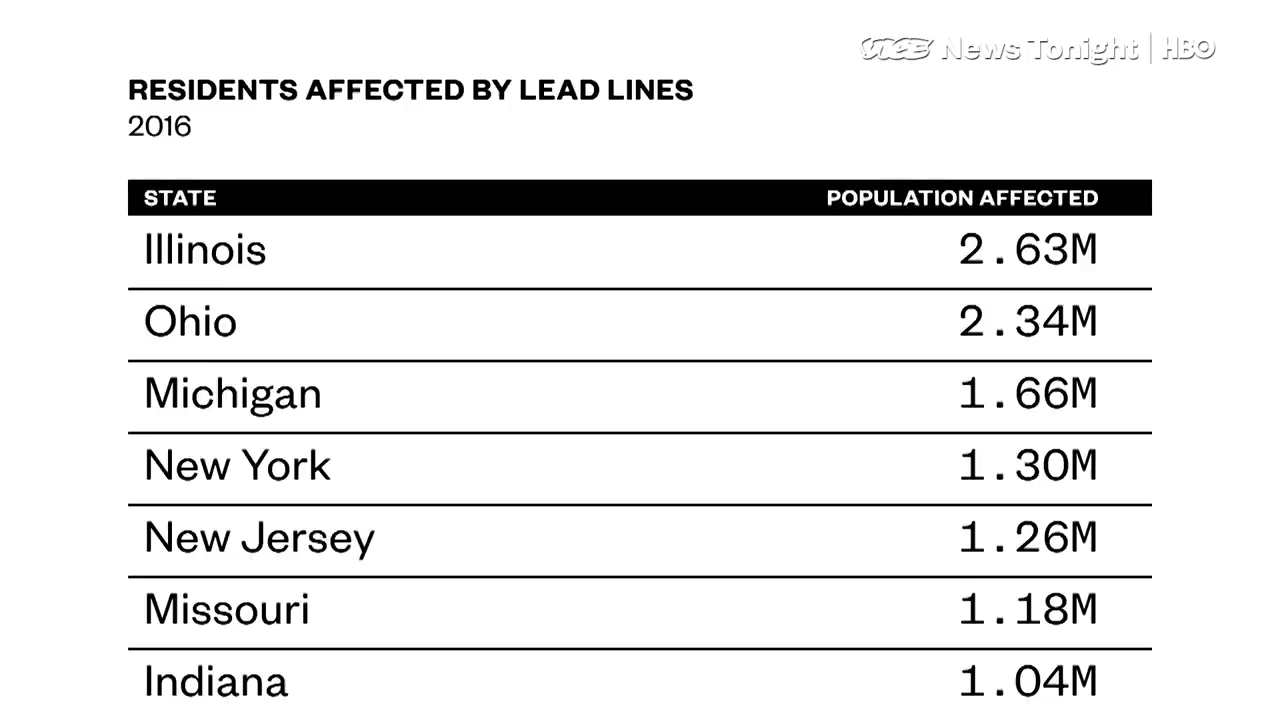 VICE News Tonight | HBO
RESIDENTS AFFECTED BY LEAD LINES
2016
STATE POPULATION AFFECTED
Illinois 2.63M
Ohio 2.34M
Michigan 1.66M
New York 1.30M
New Jersey 1.26M
Missouri 1.18M
Indiana 1.04M